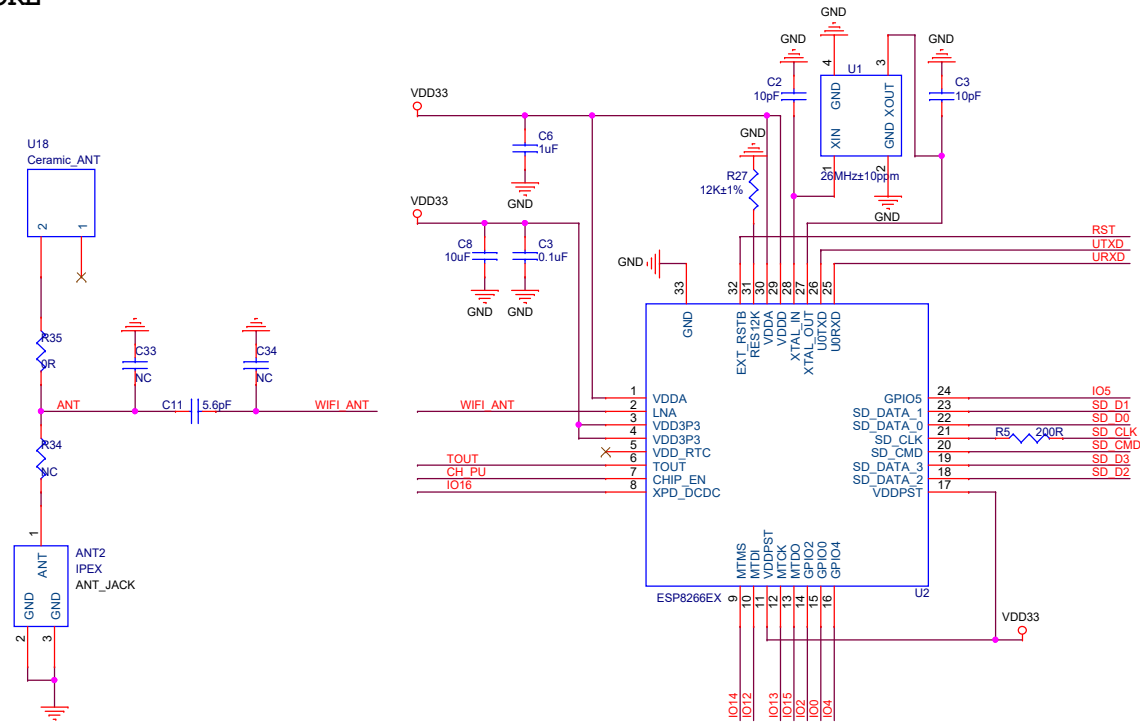 GND
GND
GND
GND
4
3
U1
C2
10pF
C3
10pF
GND
XOUT
XIN
GND
1
2
26MHz±10ppm
GND
VDD33
C6
1uF
GND
GND
R27
12K±1%
VDD33
C8
10uF
C3
0.1uF
GND
GND
U18
Ceramic_ANT
2
1
R35
0R
C33
NC
C34
NC
ANT
C11
5.6pF
WIFI_ANT
R34
NC
1
ANT
GND
GND
2
3
ANT2
IPEX
ANT_JACK
RST
UTXD
URXD
GND
33
32
31
30
29
28
27
26
25
GND
EXT_RSTB
RES12K
VDDA
VDDD
XTAL_IN
XTAL_OUT
U0TXD
U0RXD
WIFI_ANT
TOUT
CH_PU
IO16
1
2
3
4
5
6
7
8
VDDA
LNA
VDD3P3
VDD3P3
VDD_RTC
TOUT
CHIP_EN
XPD_DCDC
GPIO5
SD_DATA_1
SD_DATA_0
SD_CLK
SD_CMD
SD_DATA_3
SD_DATA_2
VDDPST
24
23
22
21
20
19
18
17
R5
200R
IO5
SD_D1
SD_D0
SD_CLK
SD_CMD
SD_D3
SD_D2
MTMS
MTDI
VDDPST
MTCK
MTDO
GPIO2
GPIO0
GPIO4
ESP8266EX
U2
9
10
11
12
13
14
15
16
VDD33
IO14
IO12
IO13
IO15
IO2
IO0
IO4